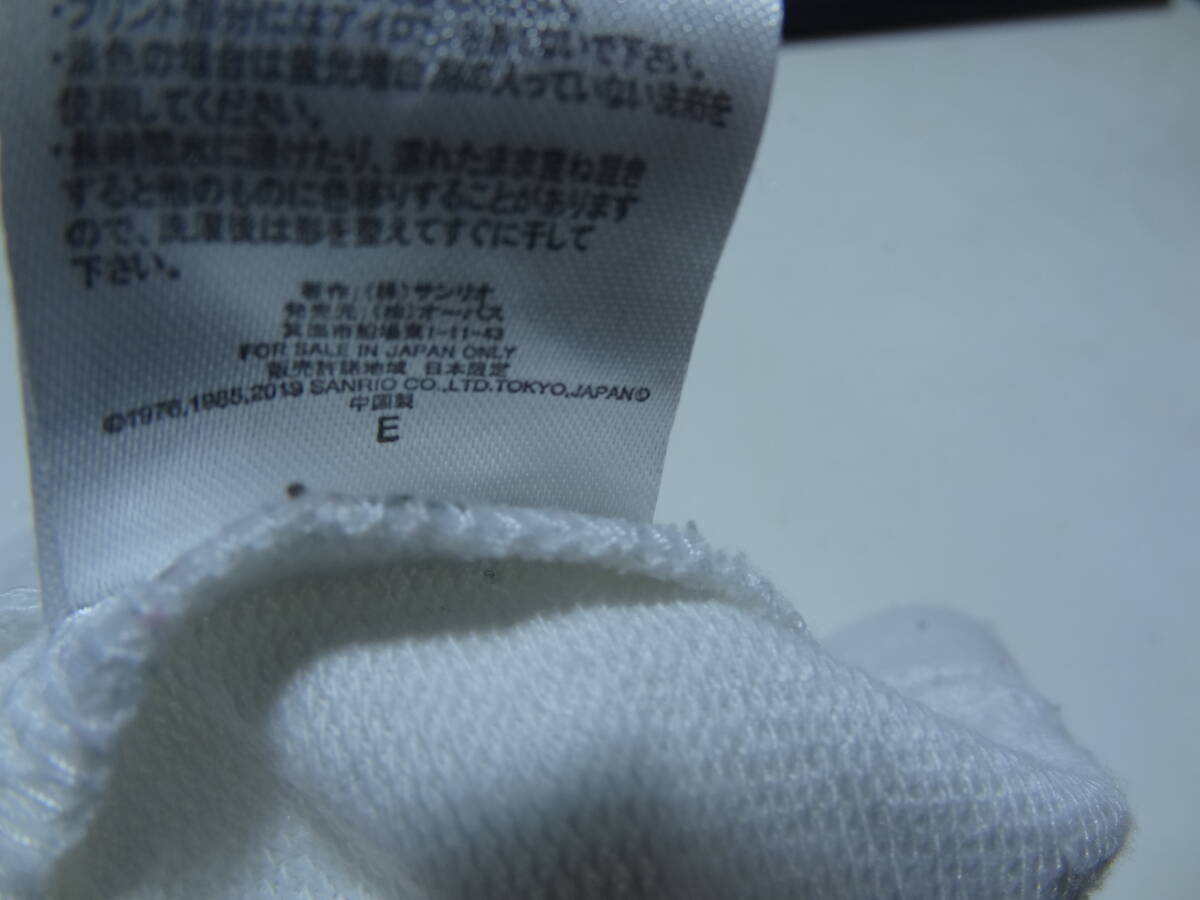 ・プリント部分にはアイロンをあてないで下さい。
・淡色の場合は蛍光増白剤の入っていない洗剤を
使用してください。
・長時間水に漬けたり、濡れたまま重ね置き
すると他のものに色移りすることがあります
ので、洗濯後は形を整えてすぐに干して
下さい。
著作/(株)サンリオ
発売元/(株)オーパス
箕面市船場東1-11-43
FOR SALE IN JAPAN ONLY
販売許諾地域 日本限定
©1976,1985,2019 SANRIO CO.,LTD.TOKYO,JAPAN©
中国製
E